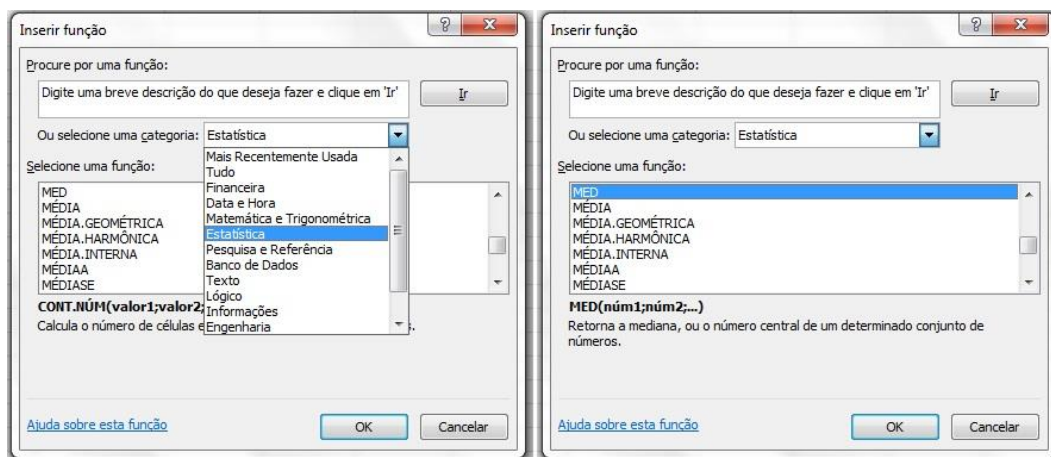 Inserir função
Procure por uma função:
Digite uma breve descrição do que deseja fazer e clique em 'Ir'
Ir
Ou selecione uma categoria: Estatística
Mais Recentemente Usada
Tudo
Financeira
Data e Hora
Matemática e Trigonométrica
Estatística
Pesquisa e Referência
Banco de Dados
Texto
Lógico
Informações
Engenharia
Selecione uma função:
MED
MÉDIA
MÉDIA.GEOMÉTRICA
MÉDIA.HARMÔNICA
MÉDIA.INTERNA
MÉDIAA
MÉDIASE
CONT.NÚM(valor1;valor2;
Calcula o número de células e
s.
Ajuda sobre esta função
OK
Cancelar
Inserir função
Procure por uma função:
Digite uma breve descrição do que deseja fazer e clique em 'Ir'
Ir
Ou selecione uma categoria: Estatística
Selecione uma função:
MED
MÉDIA
MÉDIA.GEOMÉTRICA
MÉDIA.HARMÔNICA
MÉDIA.INTERNA
MÉDIAA
MÉDIASE
MED(núm1;núm2;...)
Retorna a mediana, ou o número central de um determinado conjunto de
números.
Ajuda sobre esta função
OK
Cancelar